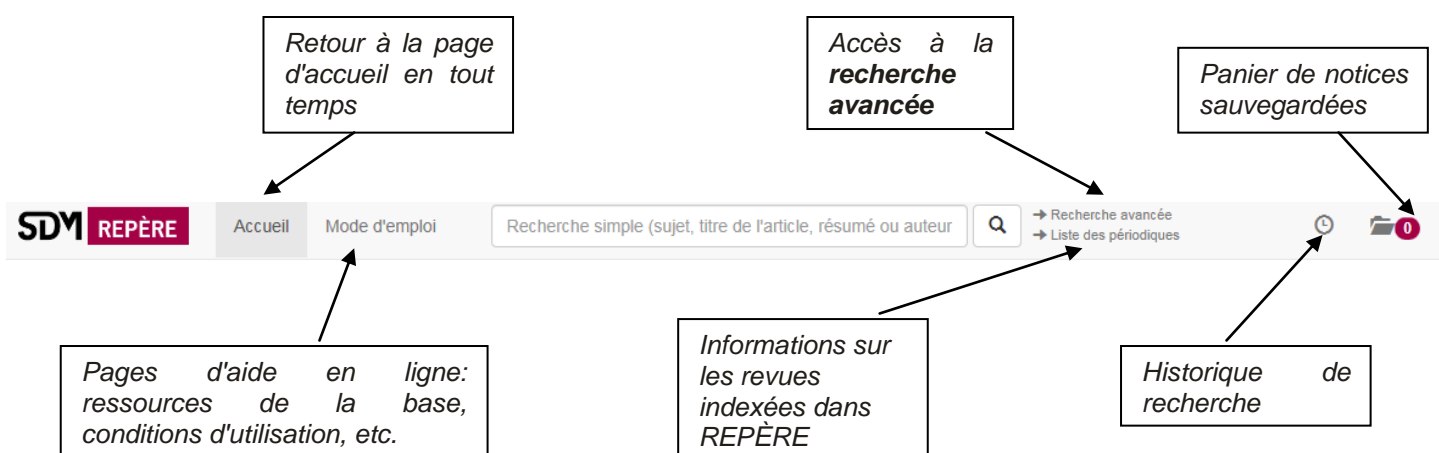 Retour à la page
d'accueil en tout
temps
Accès à la
recherche
avancée
Panier de notices
sauvegardées
SDM REPÈRE Accueil Mode d'emploi Recherche simple (sujet, titre de l'article, résumé ou auteur ➔ Recherche avancée
➔ Liste des périodiques
0
Pages d'aide en ligne:
ressources de la base,
conditions d'utilisation, etc.
Informations sur
les revues
indexées dans
REPÈRE
Historique de
recherche